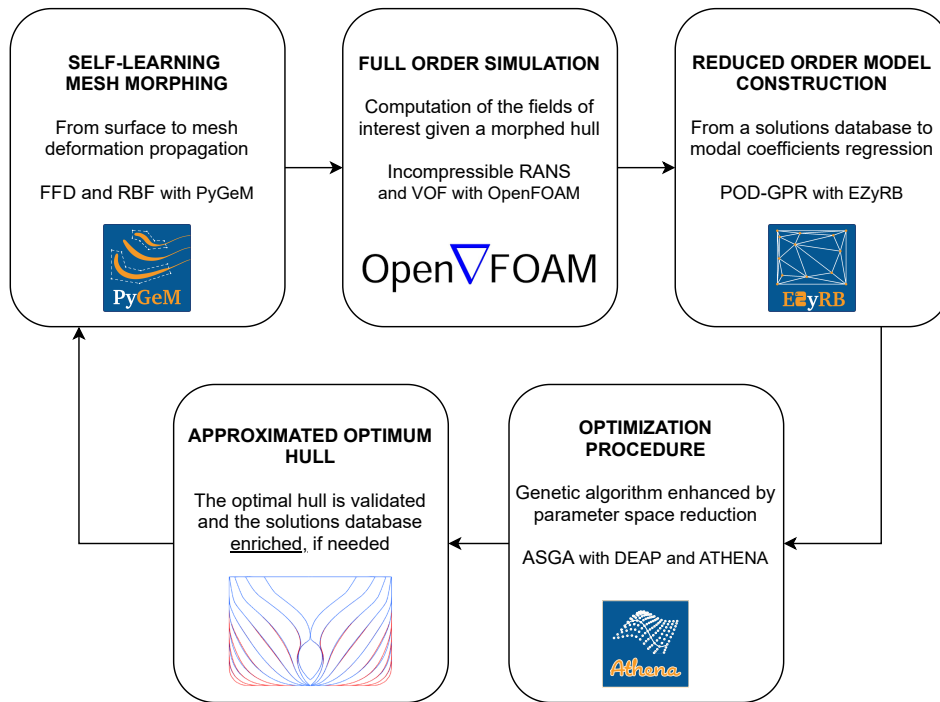 SELF-LEARNING
MESH MORPHING
From surface to mesh
deformation propagation
FFD and RBF with PyGeM
PyGeM
FULL ORDER SIMULATION
Computation of the fields of
interest given a morphed hull
Incompressible RANS
and VOF with OpenFOAM
Open FOAM
REDUCED ORDER MODEL
CONSTRUCTION
From a solutions database to
modal coefficients regression
POD-GPR with EZyRB
EZyRB
APPROXIMATED OPTIMUM
HULL
The optimal hull is validated
and the solutions database
enriched, if needed
OPTIMIZATION
PROCEDURE
Genetic algorithm enhanced by
parameter space reduction
ASGA with DEAP and ATHENA
Athena